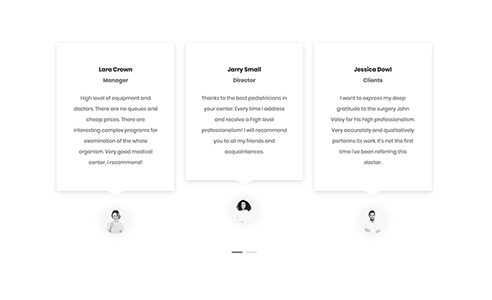 Lara Crown
Manager
High level of equipment and
doctors. There are no queues and
cheap prices. There are
interesting complex programs for
examination of the whole
organism. Very good medical
center, i recommend!
Jarry Small
Director
Thanks to the best padiatricians in
your center. Every time i address
and receive a high level
professionalism! I will recommend
you to all my friends and
acquaintances.
Jessica Dowl
Clients
I want to express my deep
gratitude to the surgery John
Valey for his high professionalism.
Very accurately and qualitatively
performs its work. It's not the first
time I've been referring this
doctor.